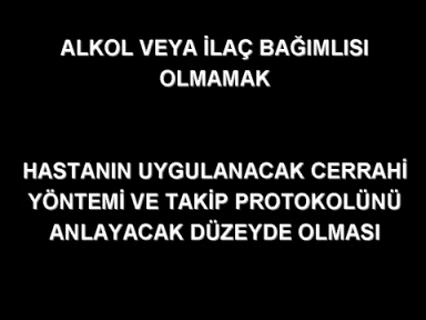 ALKOL VEYA İLAÇ BAĞIMLISI
OLMAMAK
HASTANIN UYGULANACAK CERRAHİ
YÖNTEMİ VE TAKİP PROTOKOLÜNÜ
ANLAYACAK DÜZEYDE OLMASI